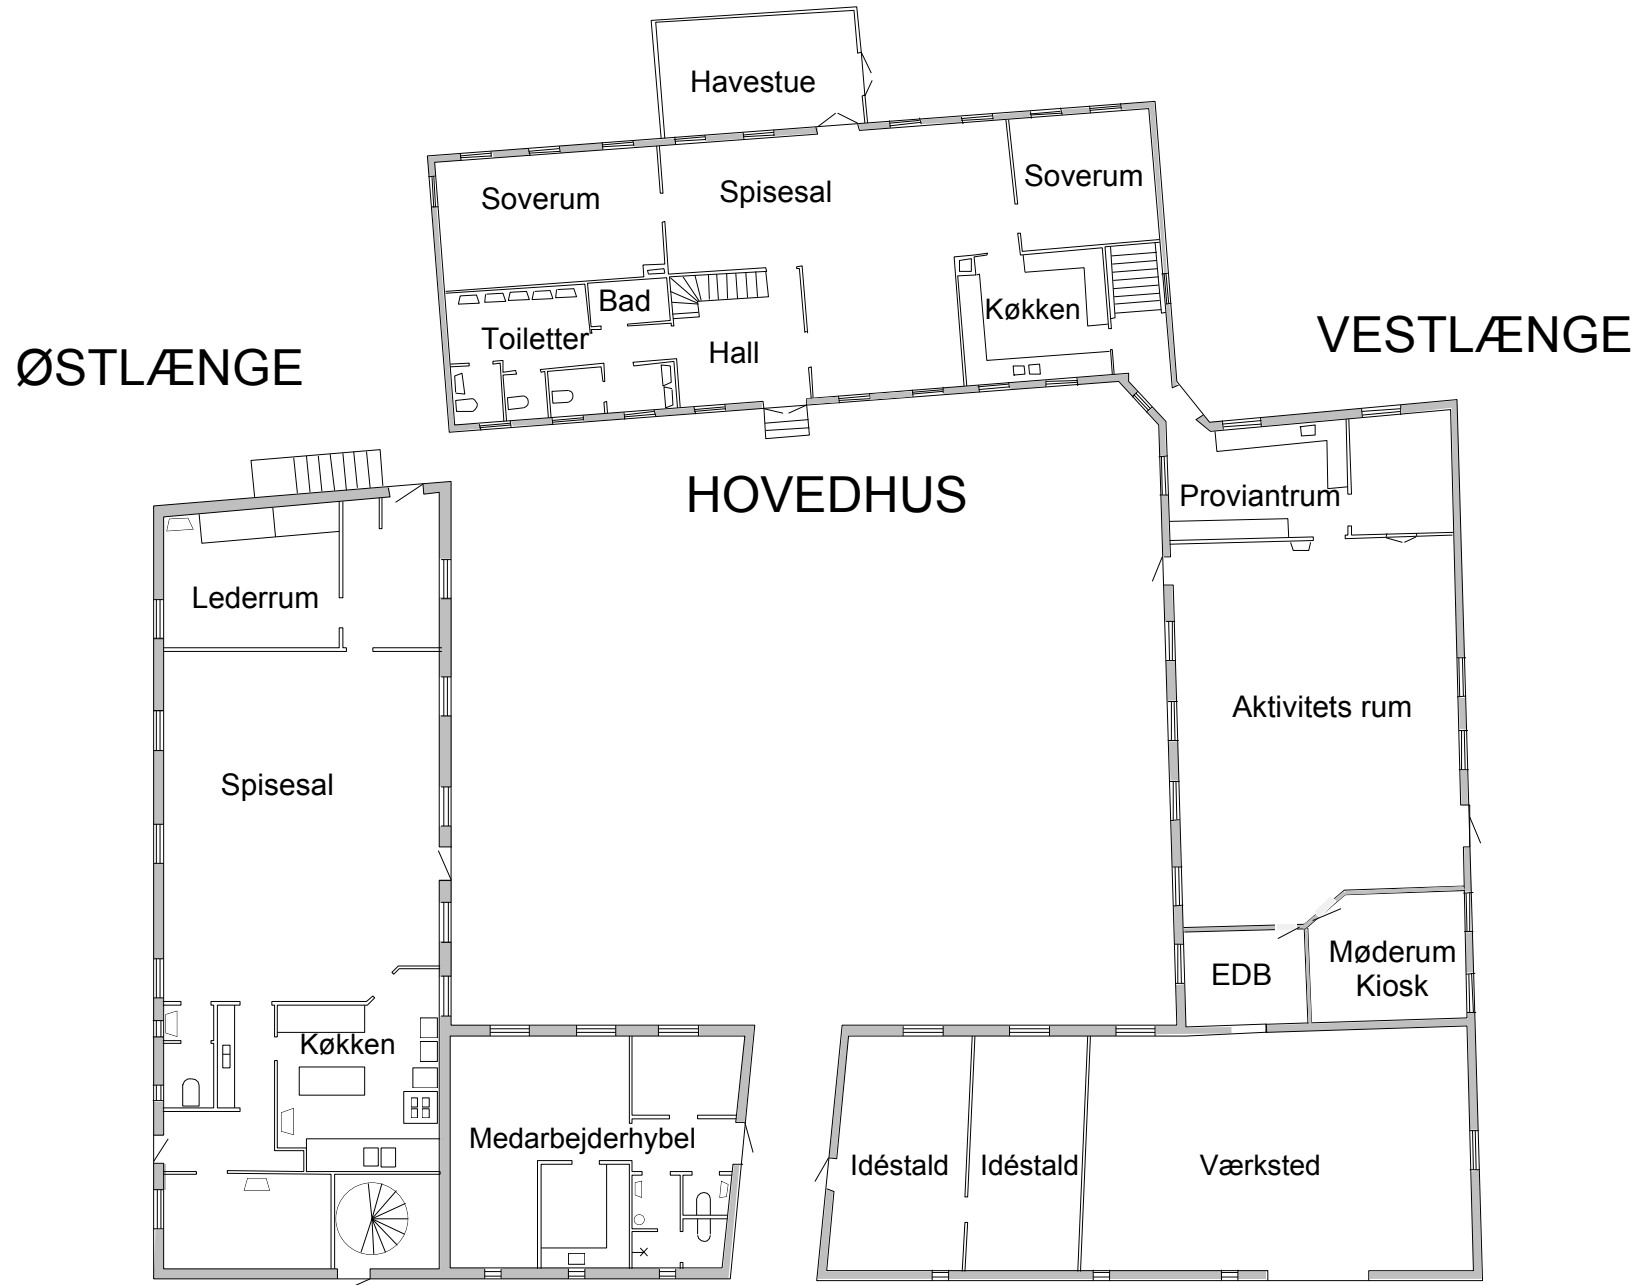 Havestue
Soverum
Spisesal
Soverum
Bad
Køkken
Toiletter
Hall
ØSTLÆNGE
VESTLÆNGE
HOVEDHUS
Proviantrum
Lederrum
Aktivitets rum
Spisesal
EDB
Møderum
Kiosk
Køkken
Medarbejderhybel
Idéstald
Idéstald
Værksted